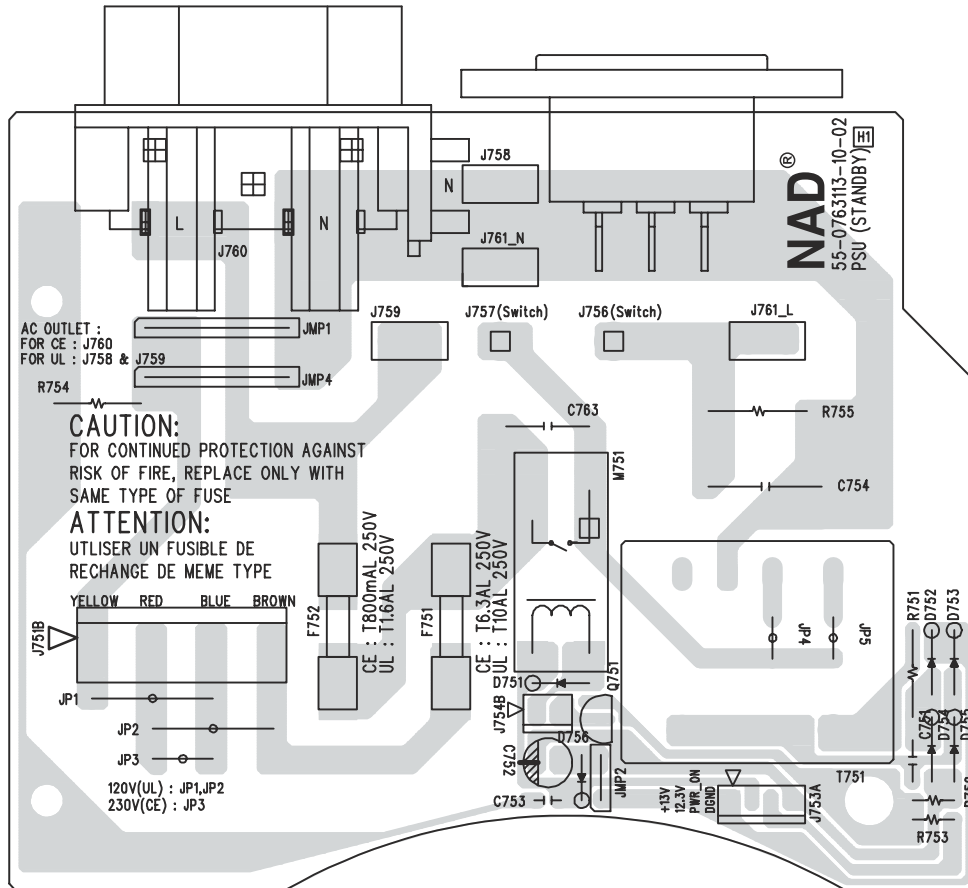 J758
N
J761_N
L
N
J760
NAD®
55-0763113-10-02
PSU (STANDBY)
H1
AC OUTLET :
FOR CE : J760
FOR UL : J758 & J759
JMP1
JMP4
J759
J757(Switch)
J756(Switch)
J761_L
R754
C763
R755
C754
M751
CAUTION:
FOR CONTINUED PROTECTION AGAINST
RISK OF FIRE, REPLACE ONLY WITH
SAME TYPE OF FUSE
ATTENTION:
UTLISER UN FUSIBLE DE
RECHANGE DE MEME TYPE
YELLOW RED BLUE BROWN
J751B
F752
CE : T800mAL 250V
UL : T1.6AL 250V
F751
CE : T6.3AL 250V
UL : T10AL 250V
JP4
JP5
R751
D752
D753
JP1
JP2
JP3
120V(UL) : JP1,JP2
230V(CE) : JP3
D751
Q751
J754B
D756
C752
C753
JMP2
+13V
12.3V
PWR_ON
DGND
J753A
T751
C751
D754
D755
R753